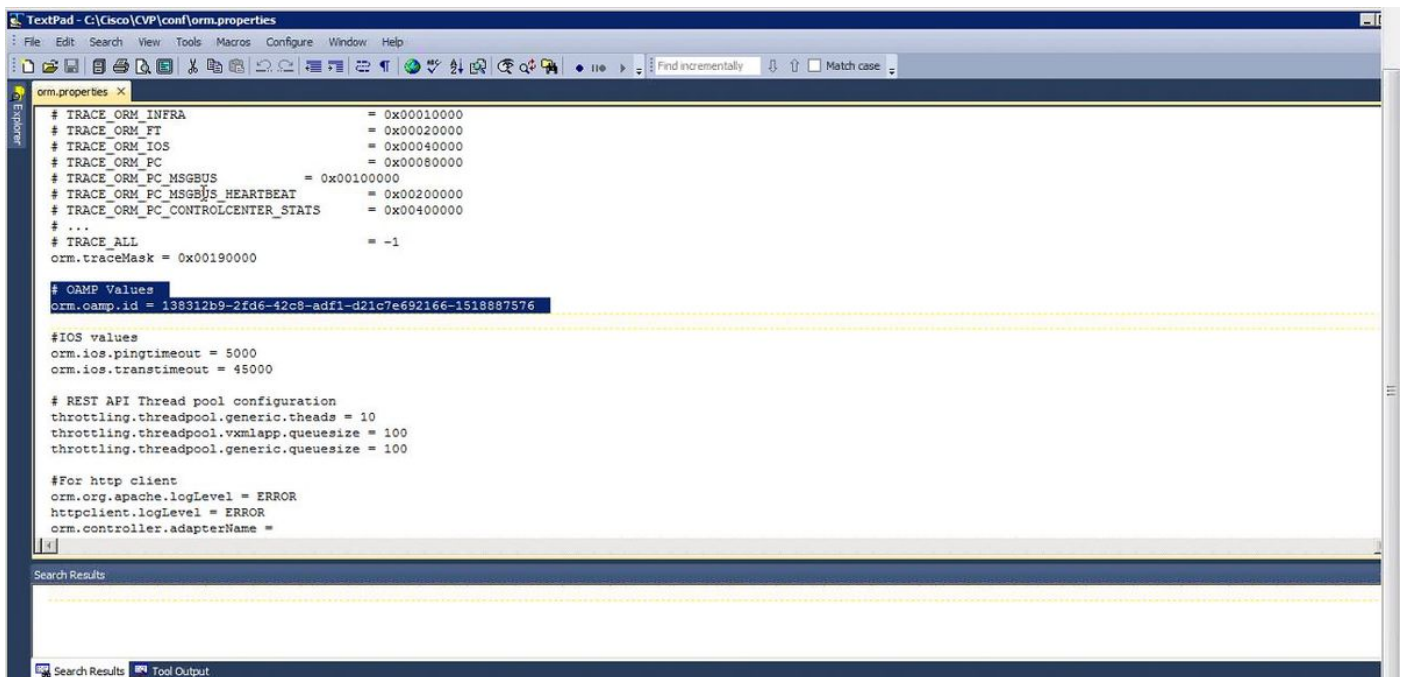 TextPad - C:\Cisco\CVP\conf\orm.properties
File Edit Search View Tools Macros Configure Window Help
Find incrementally Match case
orm.properties
Explorer
# TRACE_ORM_INFRA = 0x00010000
# TRACE_ORM_FT = 0x00020000
# TRACE_ORM_IOS = 0x00040000
# TRACE_ORM_PC = 0x00080000
# TRACE_ORM_PC_MSGBUS = 0x00100000
# TRACE_ORM_PC_MSGBUS_HEARTBEAT = 0x00200000
# TRACE_ORM_PC_CONTROLCENTER_STATS = 0x00400000
# ...
# TRACE_ALL = -1
orm.traceMask = 0x00190000
# OAMP Values
orm.oamp.id = 138312b9-2fd6-42c8-adf1-d21c7e692166-1518887576
#IOS values
orm.ios.pingtimeout = 5000
orm.ios.transtimeout = 45000
# REST API Thread pool configuration
throttling.threadpool.generic.theads = 10
throttling.threadpool.vxmlapp.queuesize = 100
throttling.threadpool.generic.queuesize = 100
#For http client
orm.org.apache.logLevel = ERROR
httpclient.logLevel = ERROR
orm.controller.adapterName =
Search Results
Search Results Tool Output